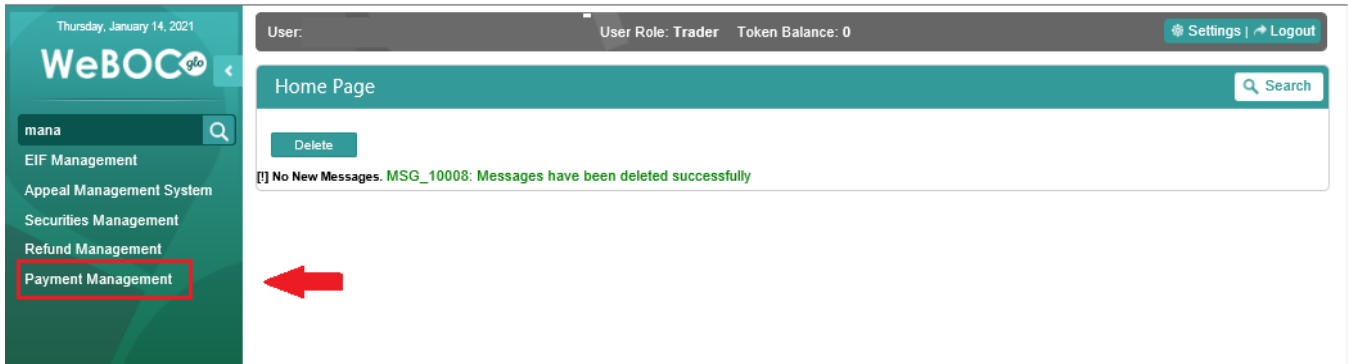 Thursday, January 14, 2021
WeBOC glo
mana
EIF Management
Appeal Management System
Securities Management
Refund Management
Payment Management
User: User Role: Trader Token Balance: 0 Settings | Logout
Home Page Search
Delete
[!] No New Messages. MSG_10008: Messages have been deleted successfully